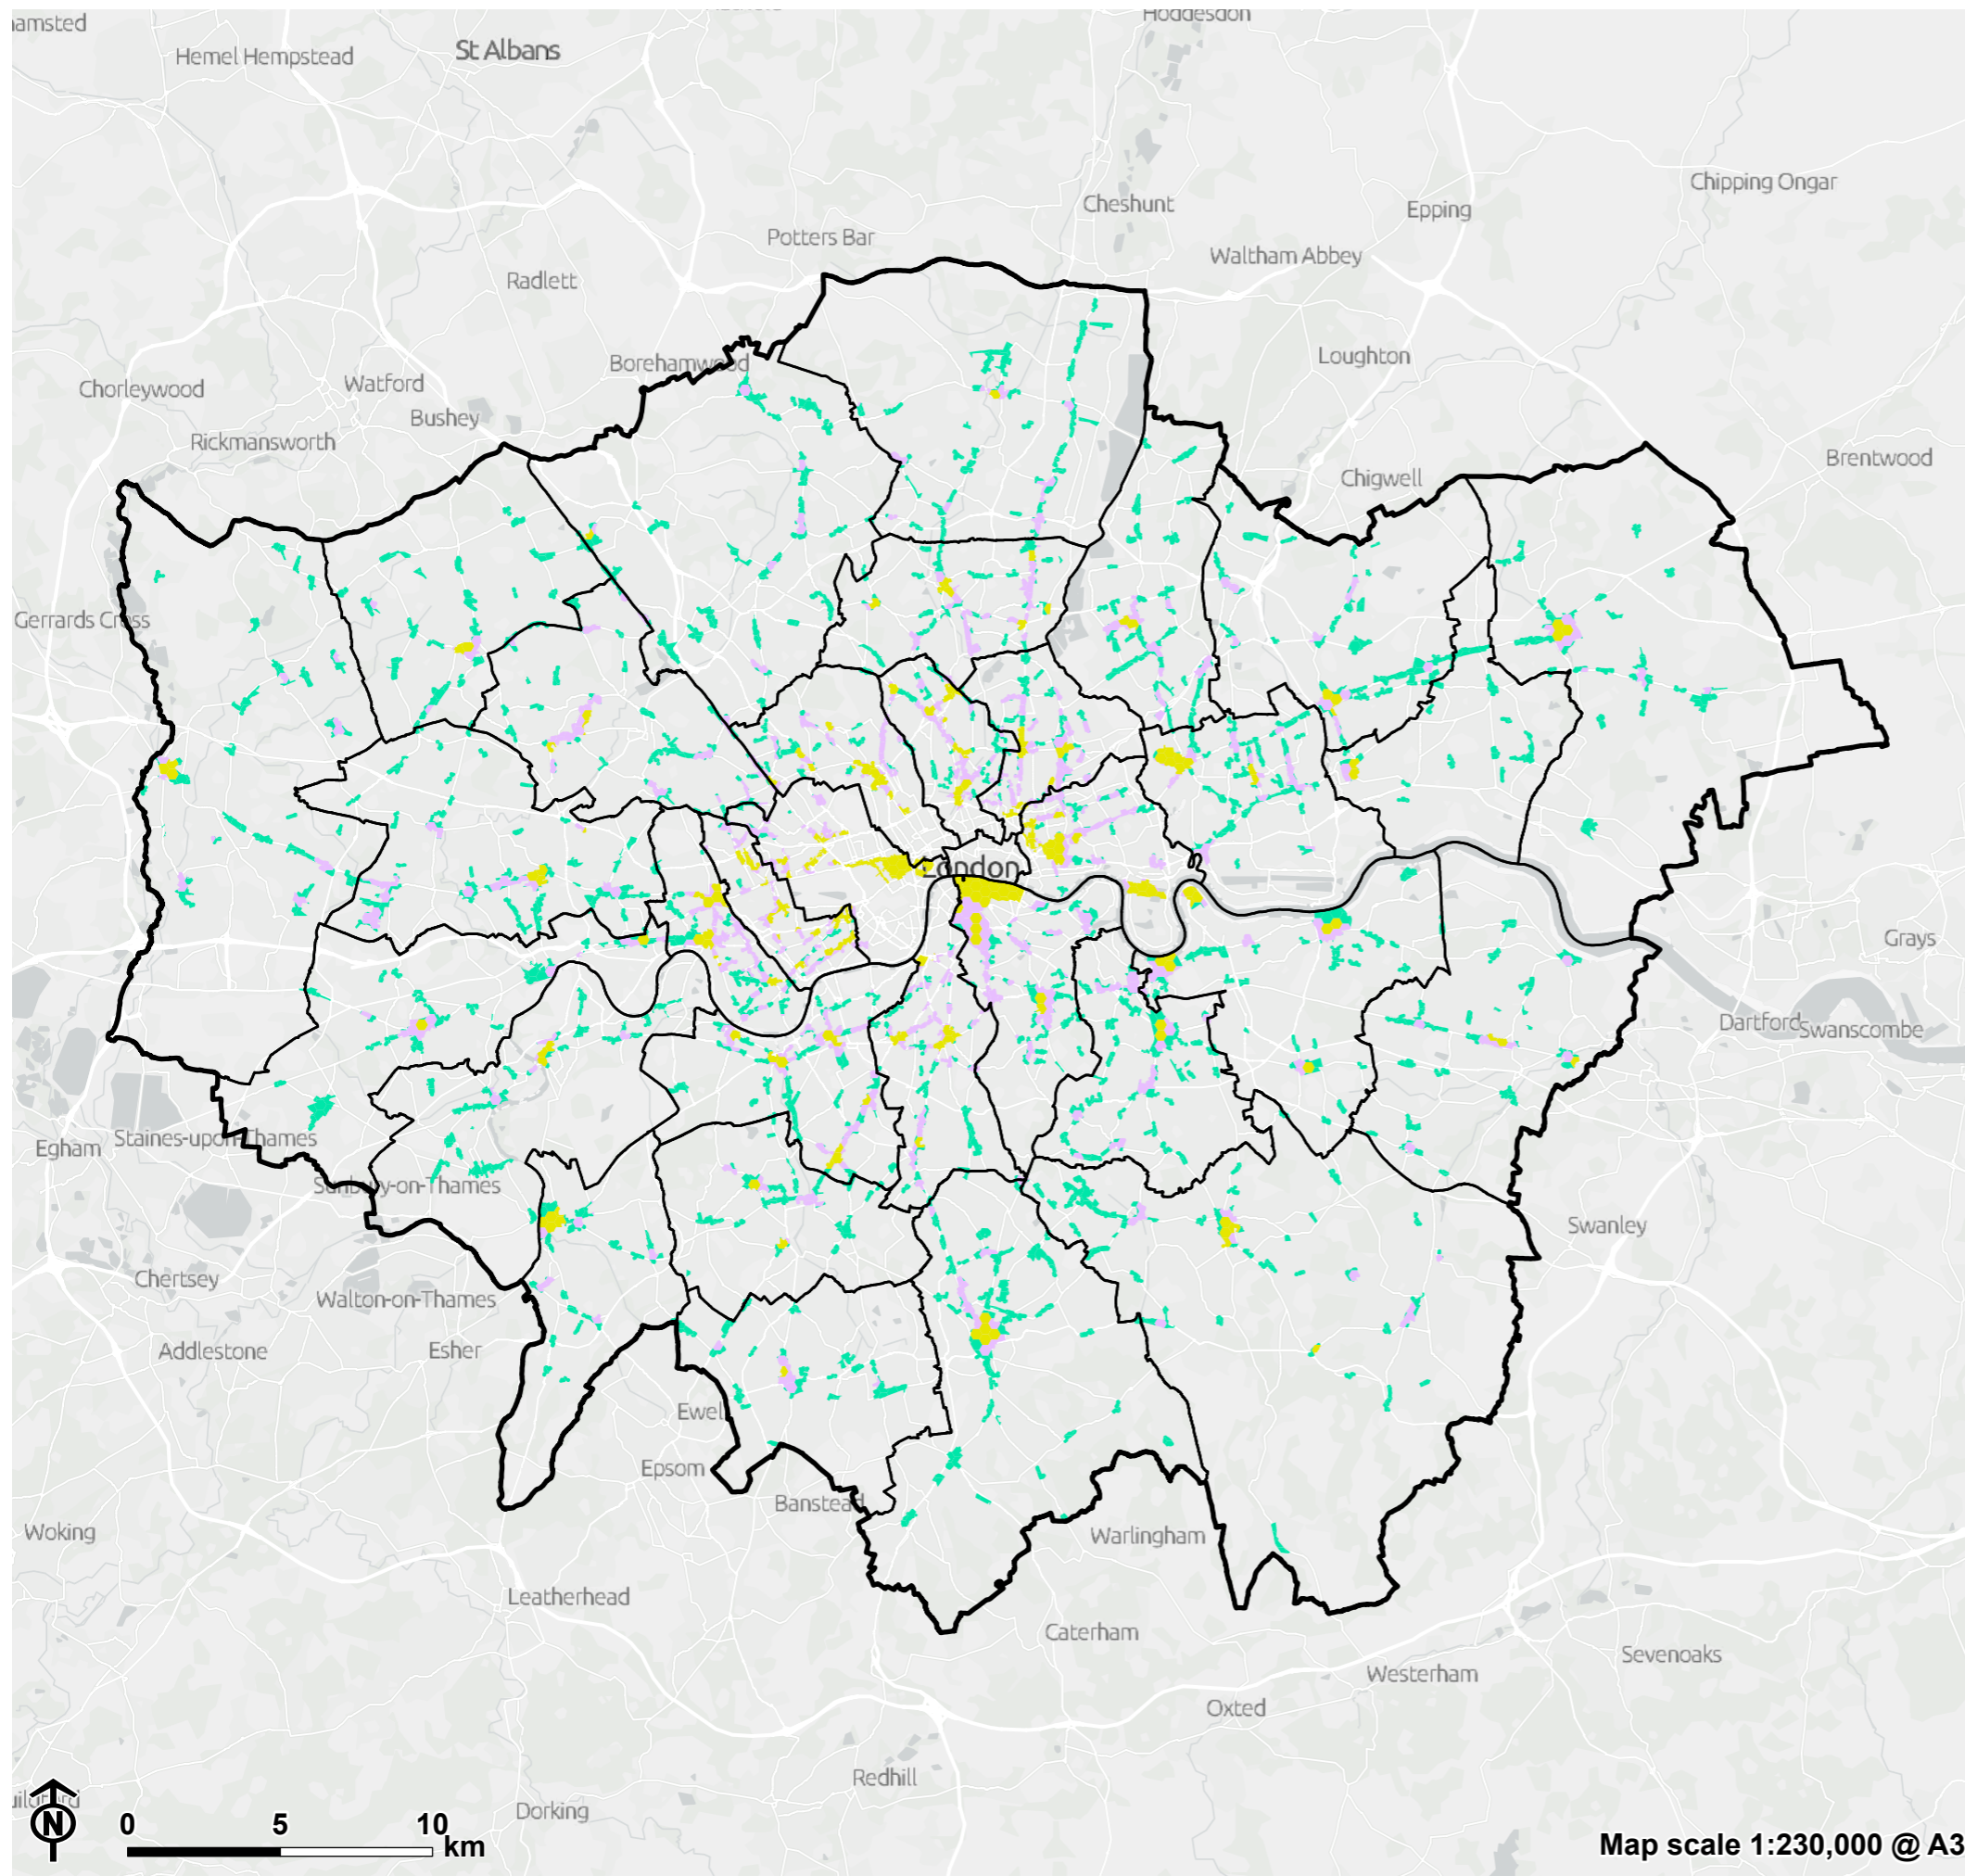 Hoddesdon
Hemel Hempstead
St Albans
Chipping Ongar
Cheshunt
Epping
Potters Bar
Waltham Abbey
Radlett
Loughton
Borehamwood
Chorleywood
Watford
Bushey
Rickmansworth
Brentwood
Chigwell
Gerrards Cross
London
Grays
Dartford
Swanscombe
Egham
Staines-upon-Thames
Sunbury-on-Thames
Swanley
Chertsey
Walton-on-Thames
Addlestone
Esher
Ewel
Epsom
Banstead
Woking
Warlingham
Leatherhead
Caterham
Sevenoaks
Westerham
Oxted
Redhill
Dorking
N
0 5 10
km
Map scale 1:230,000 @ A3